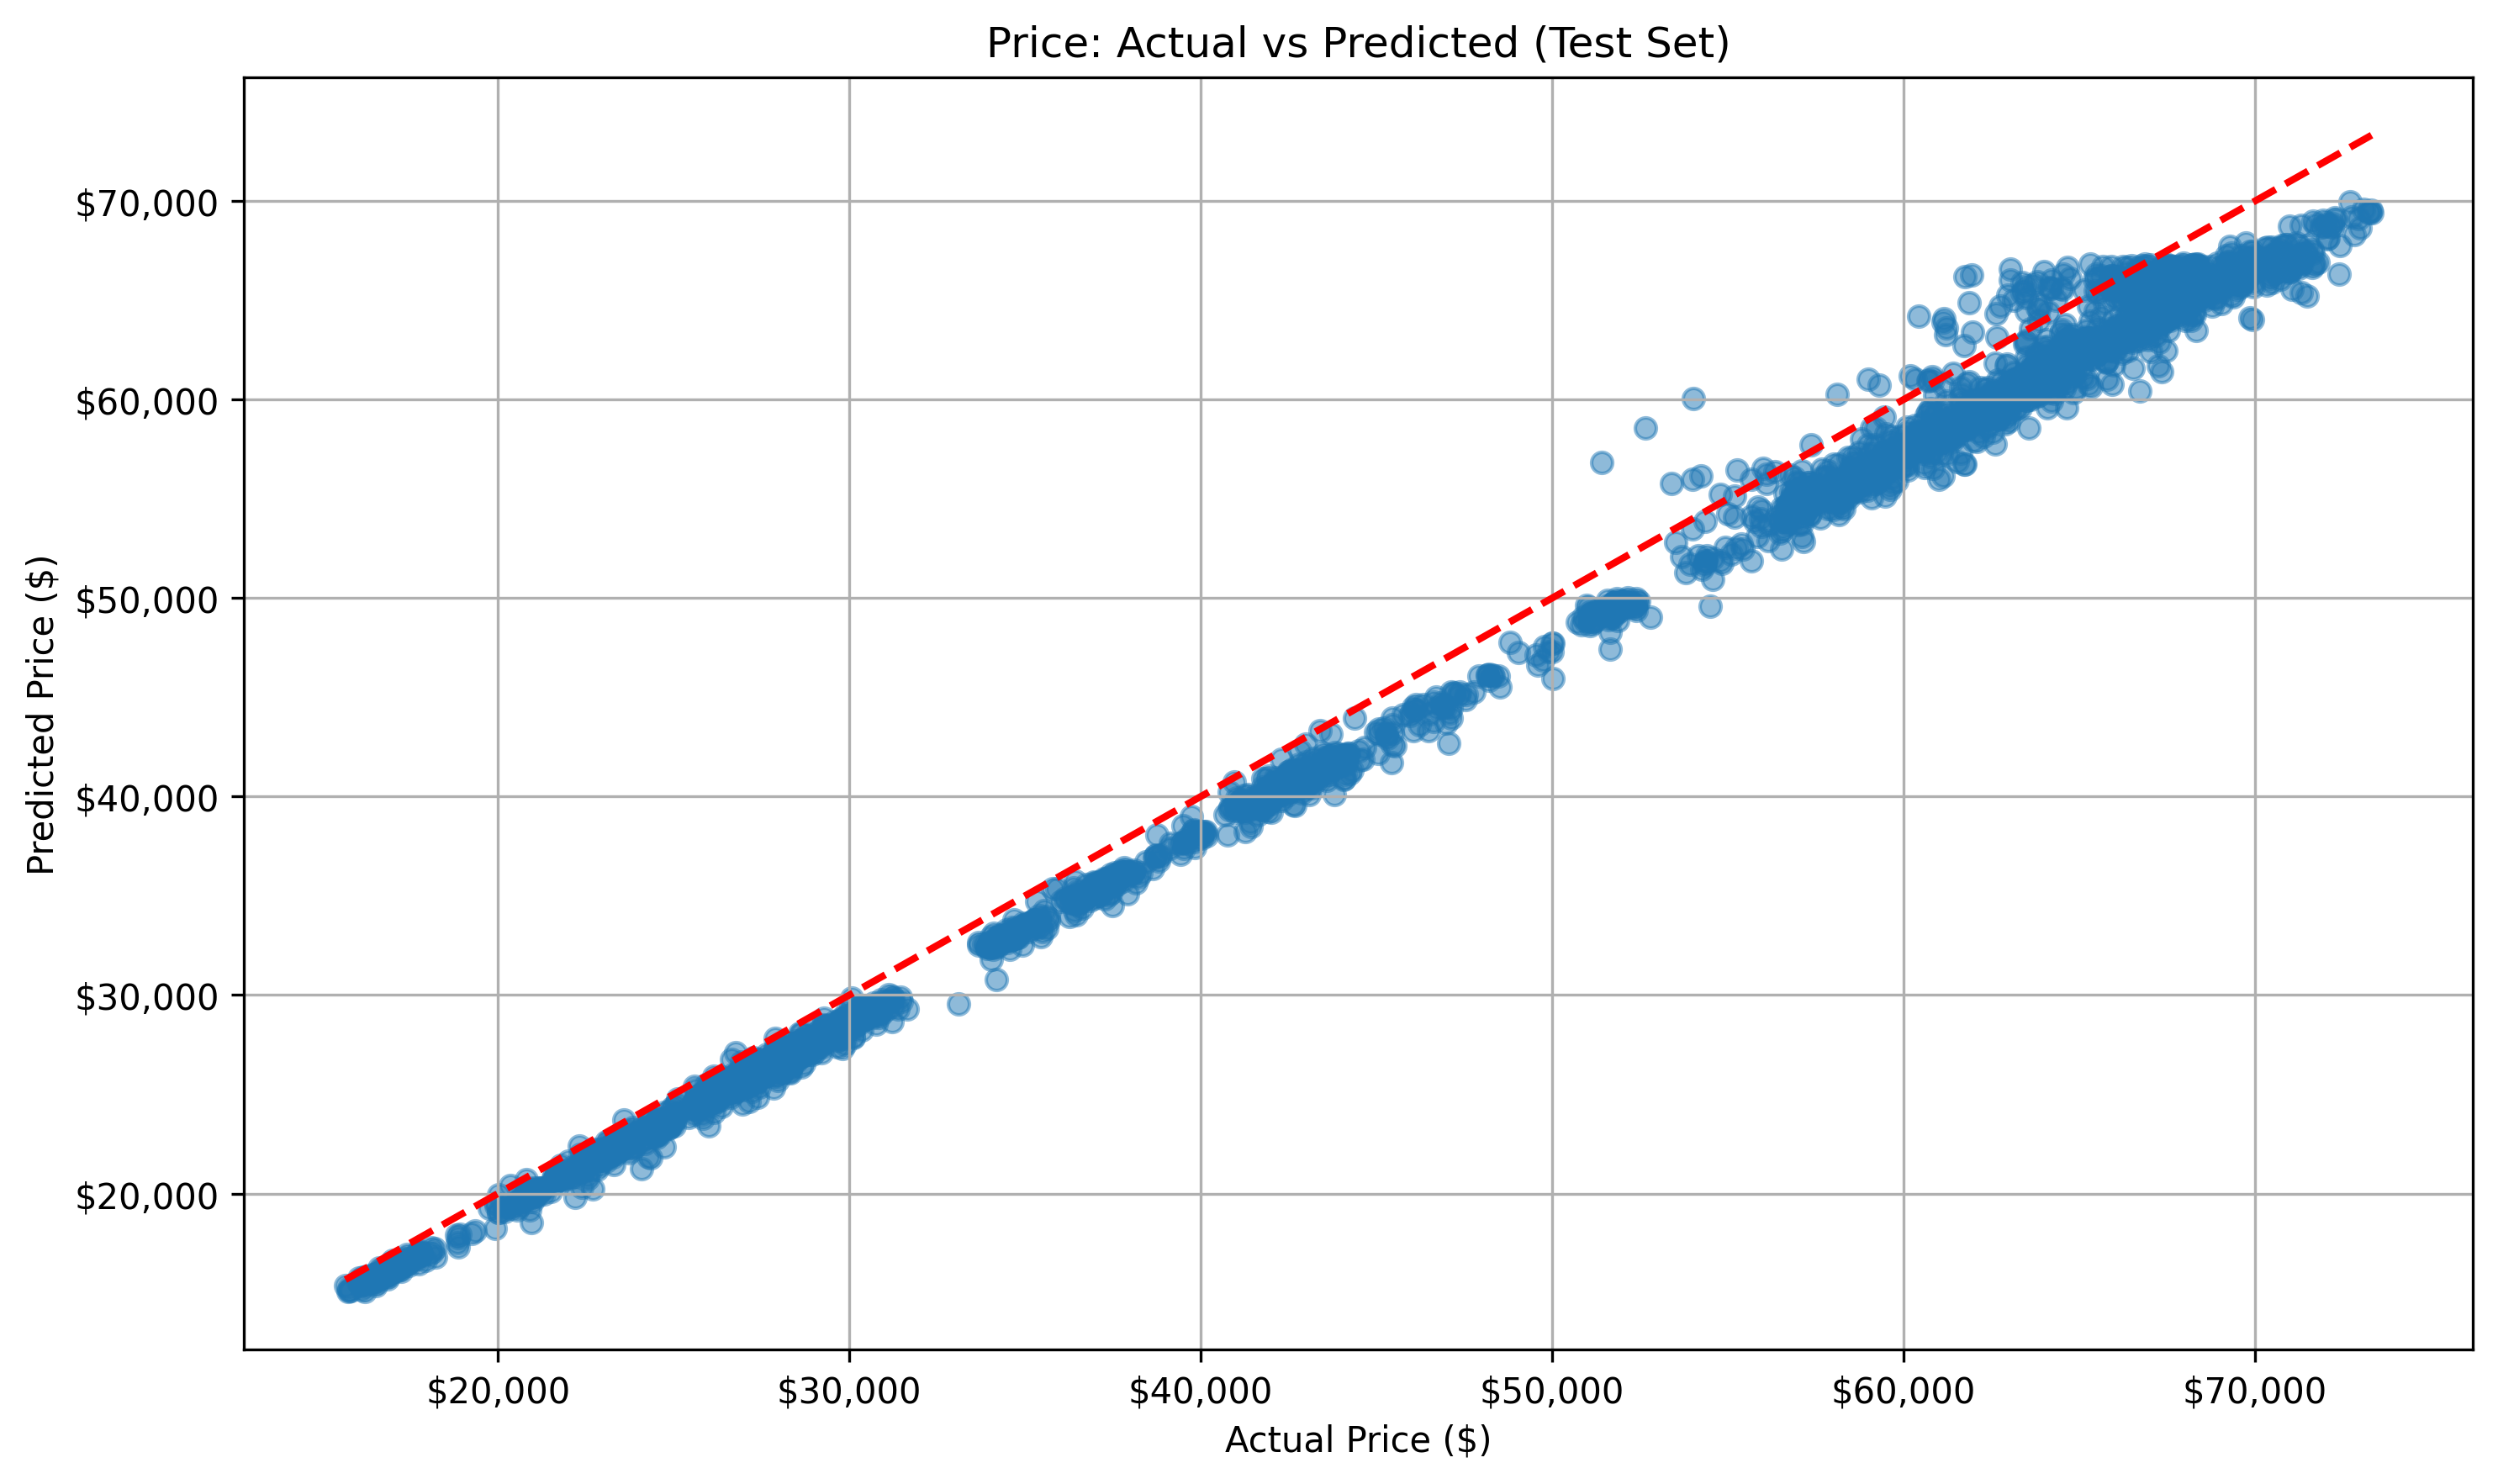 Price: Actual vs Predicted (Test Set)
$70,000
$60,000
$50,000
$40,000
$30,000
$20,000
Predicted Price ($)
$20,000 $30,000 $40,000 $50,000 $60,000 $70,000
Actual Price ($)